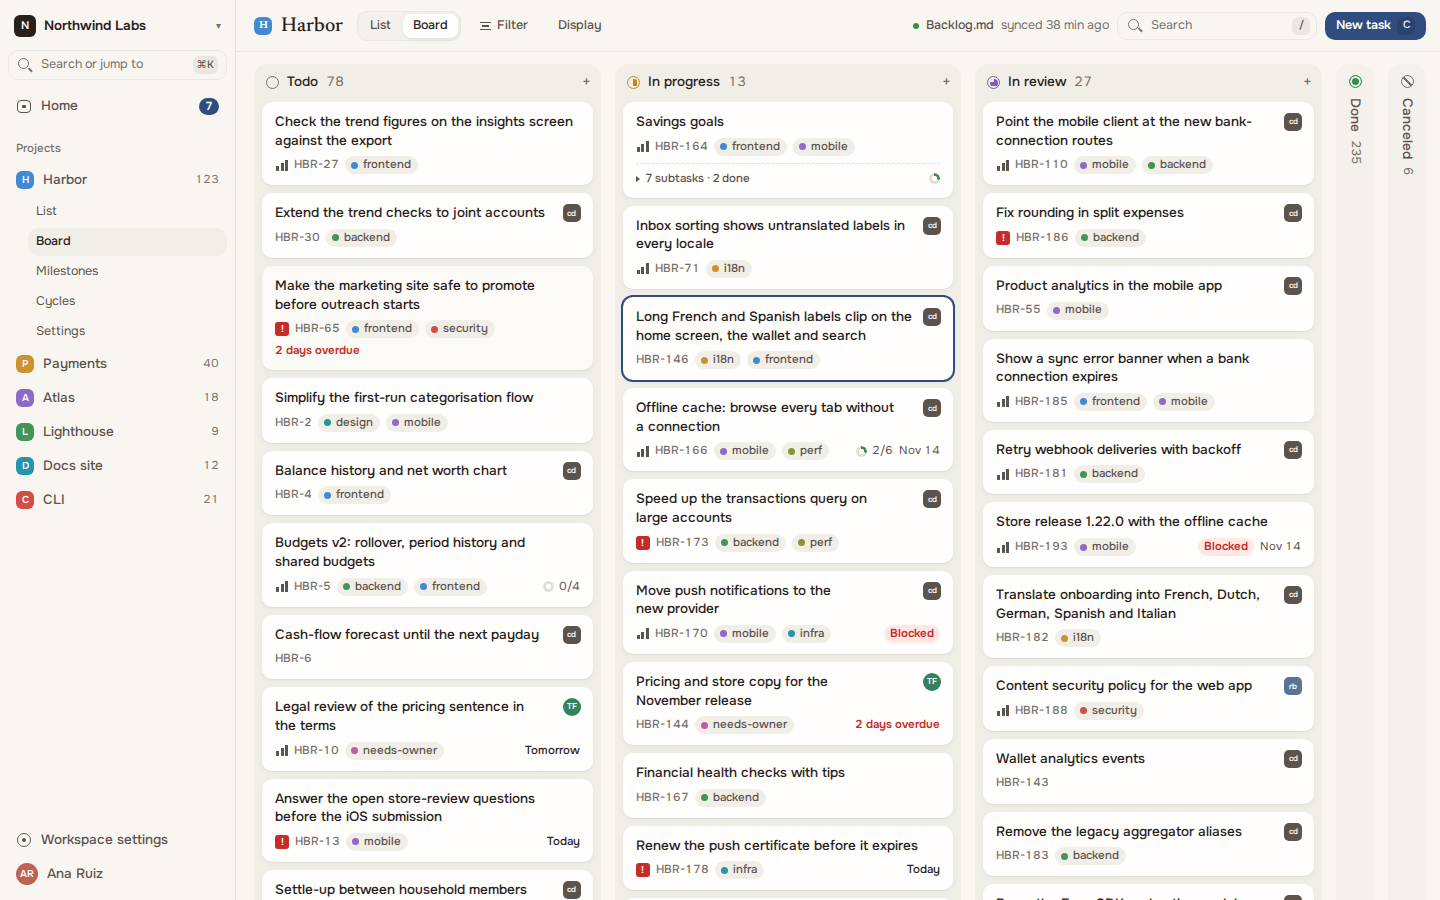 N Northwind Labs
Search or jump to ⌘K
Home 7
Projects
H Harbor 123
List
Board
Milestones
Cycles
Settings
P Payments 40
A Atlas 18
L Lighthouse 9
D Docs site 12
C CLI 21
Workspace settings
AR Ana Ruiz
H Harbor
List Board Filter Display
Backlog.md synced 38 min ago
Search /
New task C
Todo 78 +
Check the trend figures on the insights screen
against the export
HBR-27 frontend
Extend the trend checks to joint accounts cd
HBR-30 backend
Make the marketing site safe to promote
before outreach starts
! HBR-65 frontend security
2 days overdue
Simplify the first-run categorisation flow
HBR-2 design mobile
Balance history and net worth chart cd
HBR-4 frontend
Budgets v2: rollover, period history and
shared budgets
HBR-5 backend frontend 0/4
Cash-flow forecast until the next payday cd
HBR-6
Legal review of the pricing sentence in TF
the terms
HBR-10 needs-owner Tomorrow
Answer the open store-review questions
before the iOS submission
! HBR-13 mobile Today
Settle-up between household members cd
In progress 13 +
Savings goals
HBR-164 frontend mobile
7 subtasks · 2 done
Inbox sorting shows untranslated labels in cd
every locale
HBR-71 i18n
Long French and Spanish labels clip on the cd
home screen, the wallet and search
HBR-146 i18n frontend
Offline cache: browse every tab without cd
a connection
HBR-166 mobile perf 2/6 Nov 14
Speed up the transactions query on cd
large accounts
! HBR-173 backend perf
Move push notifications to the cd
new provider
HBR-170 mobile infra Blocked
Pricing and store copy for the TF
November release
HBR-144 needs-owner 2 days overdue
Financial health checks with tips
HBR-167 backend
Renew the push certificate before it expires
! HBR-178 infra Today
In review 27 +
Point the mobile client at the new bank- cd
connection routes
HBR-110 mobile backend
Fix rounding in split expenses cd
! HBR-186 backend
Product analytics in the mobile app cd
HBR-55 mobile
Show a sync error banner when a bank
connection expires
HBR-185 frontend mobile
Retry webhook deliveries with backoff cd
HBR-181 backend
Store release 1.22.0 with the offline cache
HBR-193 mobile Blocked Nov 14
Translate onboarding into French, Dutch, cd
German, Spanish and Italian
HBR-182 i18n
Content security policy for the web app rb
HBR-188 security
Wallet analytics events cd
HBR-143
Remove the legacy aggregator aliases cd
HBR-183 backend
Done 235
Canceled 6